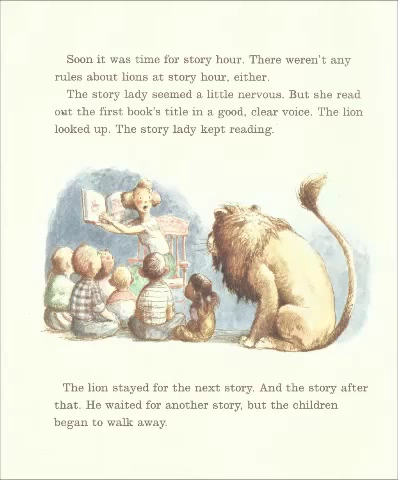 Soon it was time for story hour. There weren't any
rules about lions at story hour, either.
The story lady seemed a little nervous. But she read
out the first book's title in a good, clear voice. The lion
looked up. The story lady kept reading.
The lion stayed for the next story. And the story after
that. He waited for another story, but the children
began to walk away.